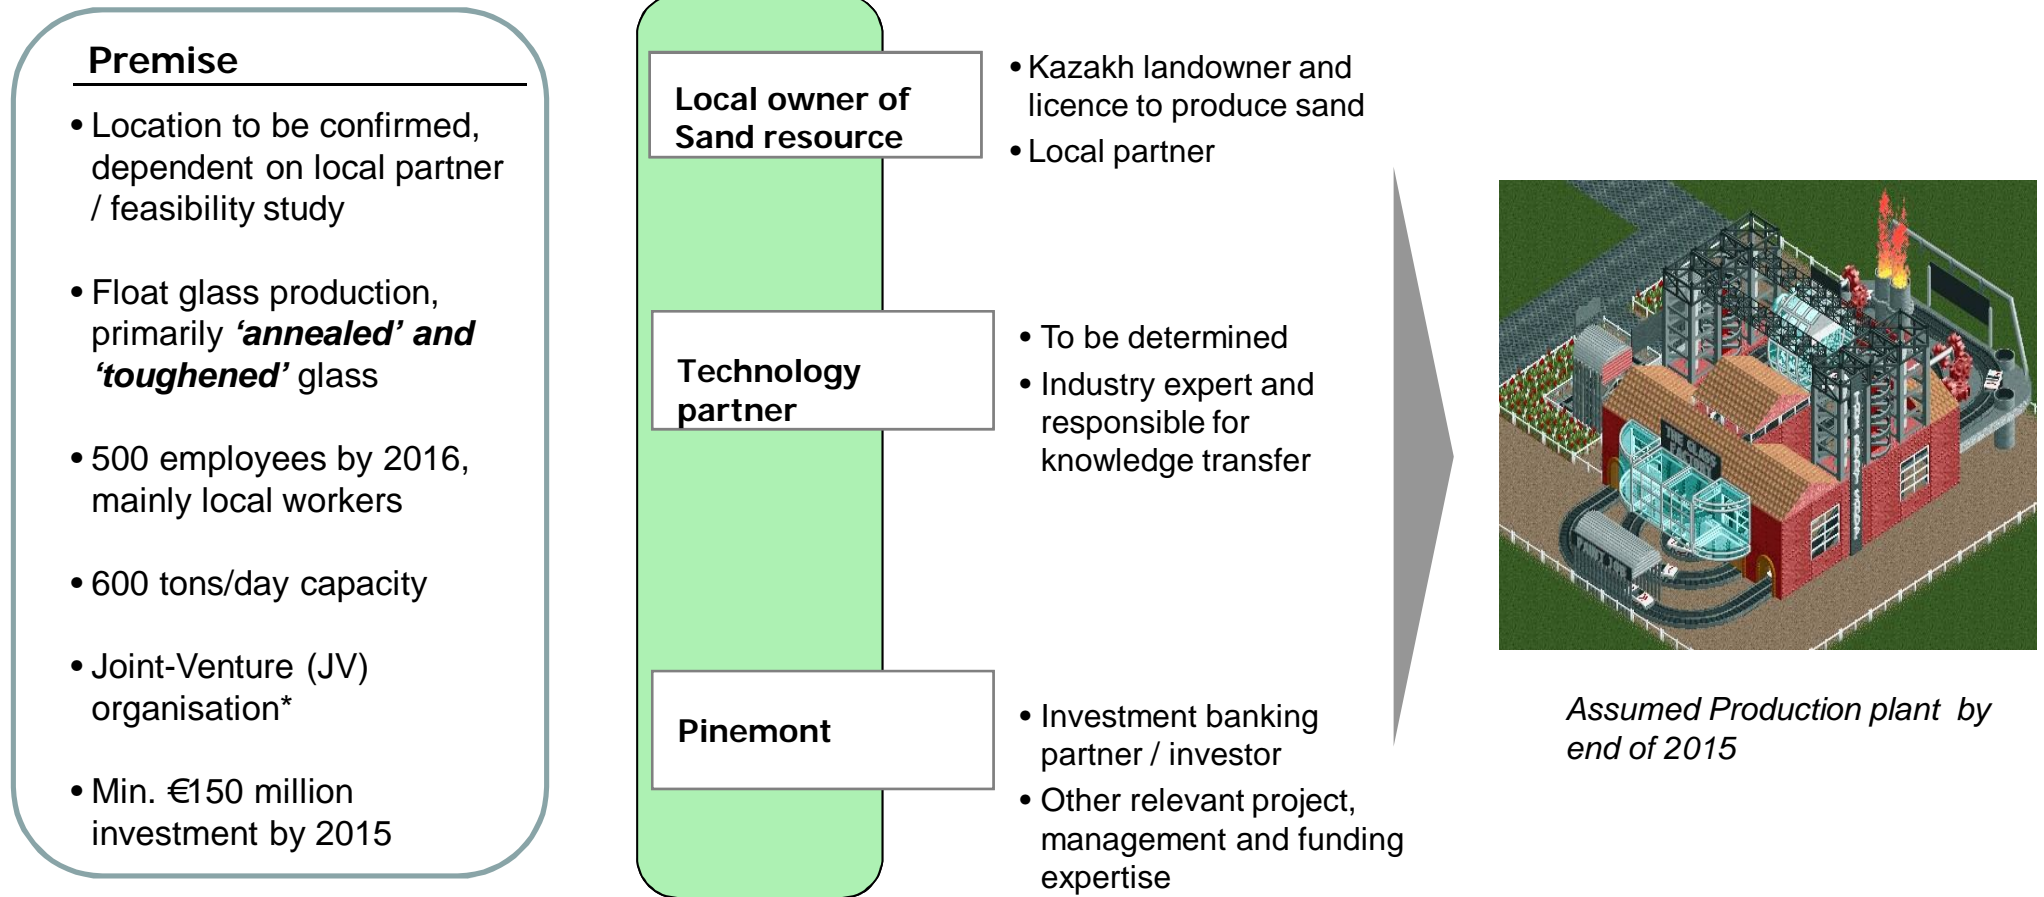 Premise
• Location to be confirmed,
dependent on local partner
/ feasibility study
• Float glass production,
primarily ‘annealed’ and
‘toughened’ glass
• 500 employees by 2016,
mainly local workers
• 600 tons/day capacity
• Joint-Venture (JV)
organisation*
• Min. €150 million
investment by 2015
Local owner of
Sand resource
• Kazakh landowner and
licence to produce sand
• Local partner
Technology
partner
• To be determined
• Industry expert and
responsible for
knowledge transfer
Pinemont
• Investment banking
partner / investor
• Other relevant project,
management and funding
expertise
THE GLASS
FACTORY
Assumed Production plant by
end of 2015